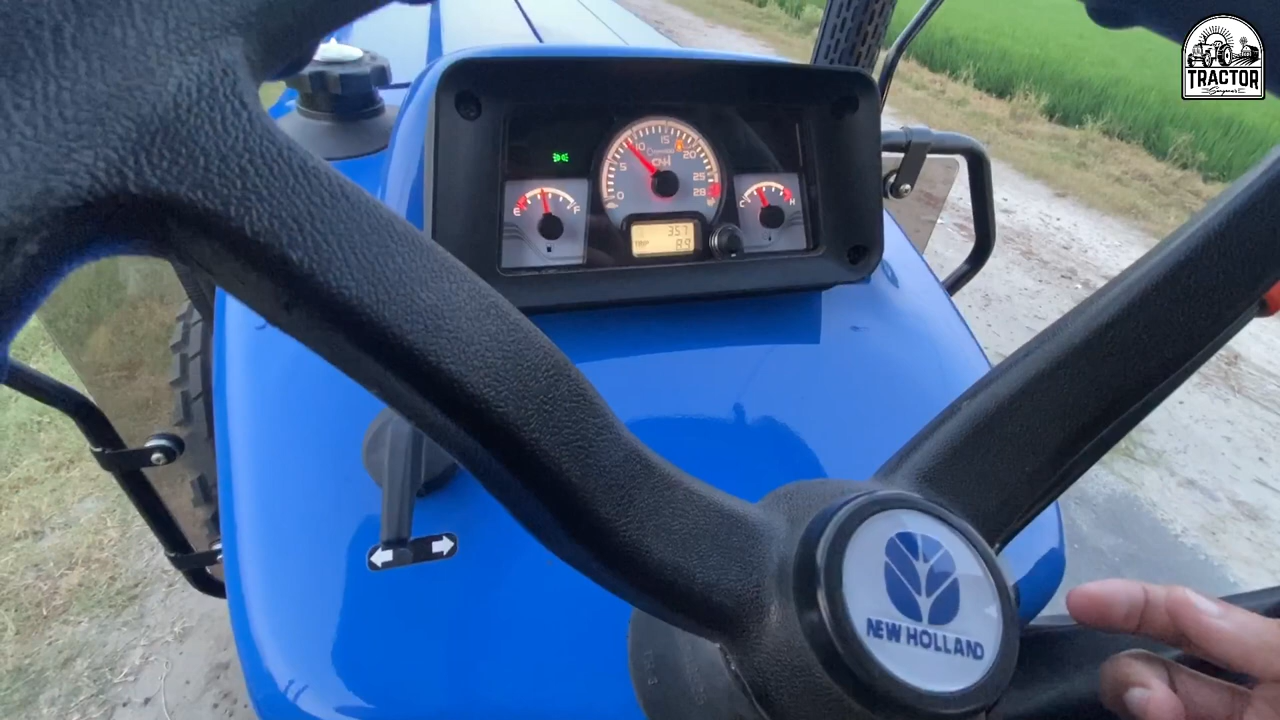 TRACTOR
0
5
10
15
20
25
28
E
F
C
H
35.7
TRIP
8.9
NEW HOLLAND